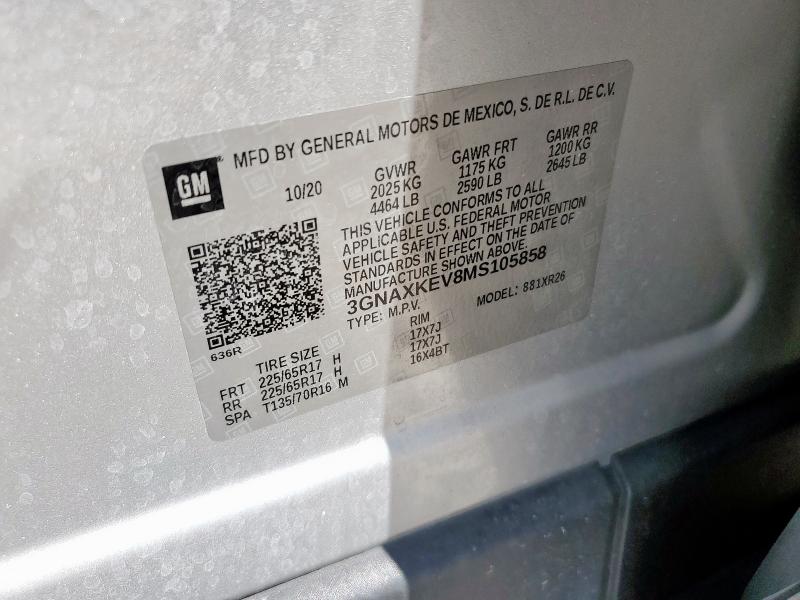 MFD BY GENERAL MOTORS DE MEXICO, S. DE R.L. DE C.V.
GM
10/20
GVWR GAWR FRT GAWR RR
2025 KG 1175 KG 1200 KG
4464 LB 2590 LB 2645 LB
THIS VEHICLE CONFORMS TO ALL
APPLICABLE U.S. FEDERAL MOTOR
VEHICLE SAFETY AND THEFT PREVENTION
STANDARDS IN EFFECT ON THE DATE OF
MANUFACTURE SHOWN ABOVE.
3GNAXKEV8MS105858
TYPE: M.P.V. MODEL: 881XR26
636R
TIRE SIZE RIM
FRT 225/65R17 H 17X7J
RR 225/65R17 H 17X7J
SPA T135/70R16 M 16X4BT